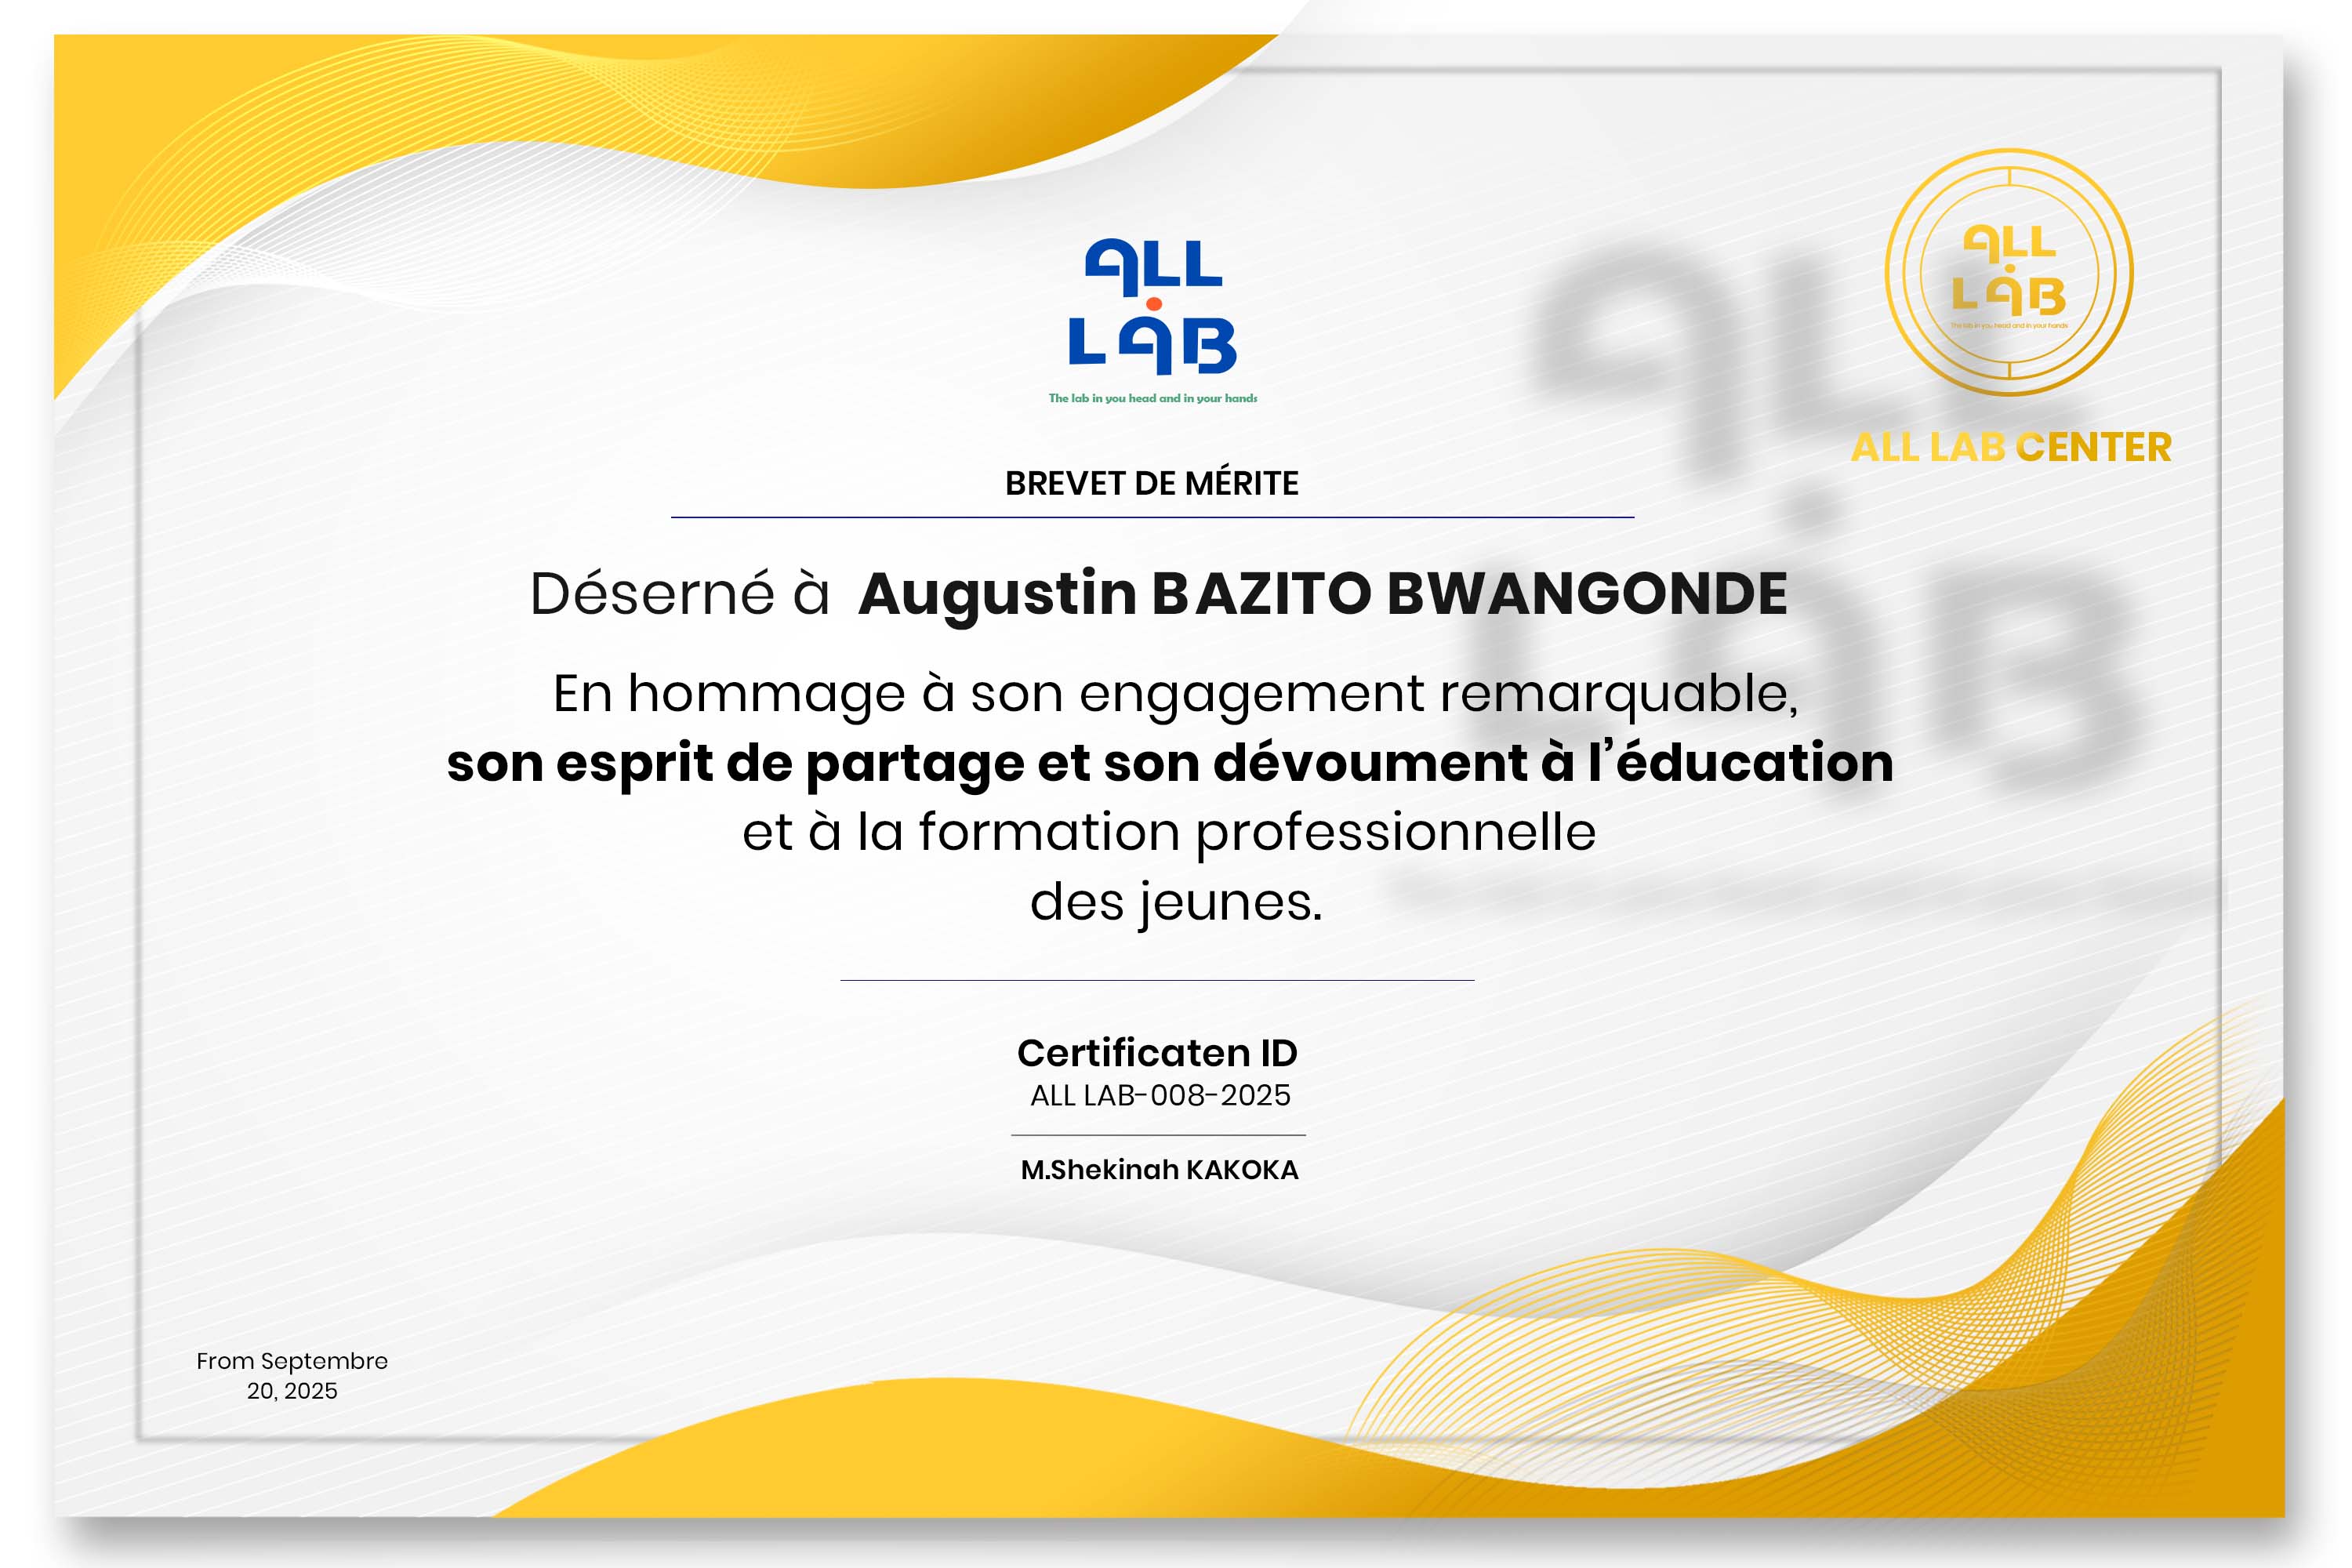 ALL
LAB
The lab in you head and in your hands
ALL
LAB
The lab in you head and in your hands
ALL LAB CENTER
BREVET DE MÉRITE
Déserné à Augustin BAZITO BWANGONDE
En hommage à son engagement remarquable,
son esprit de partage et son dévoument à l’éducation
et à la formation professionnelle
des jeunes.
Certificaten ID
ALL LAB-008-2025
M.Shekinah KAKOKA
From Septembre
20, 2025
ALL
LAB